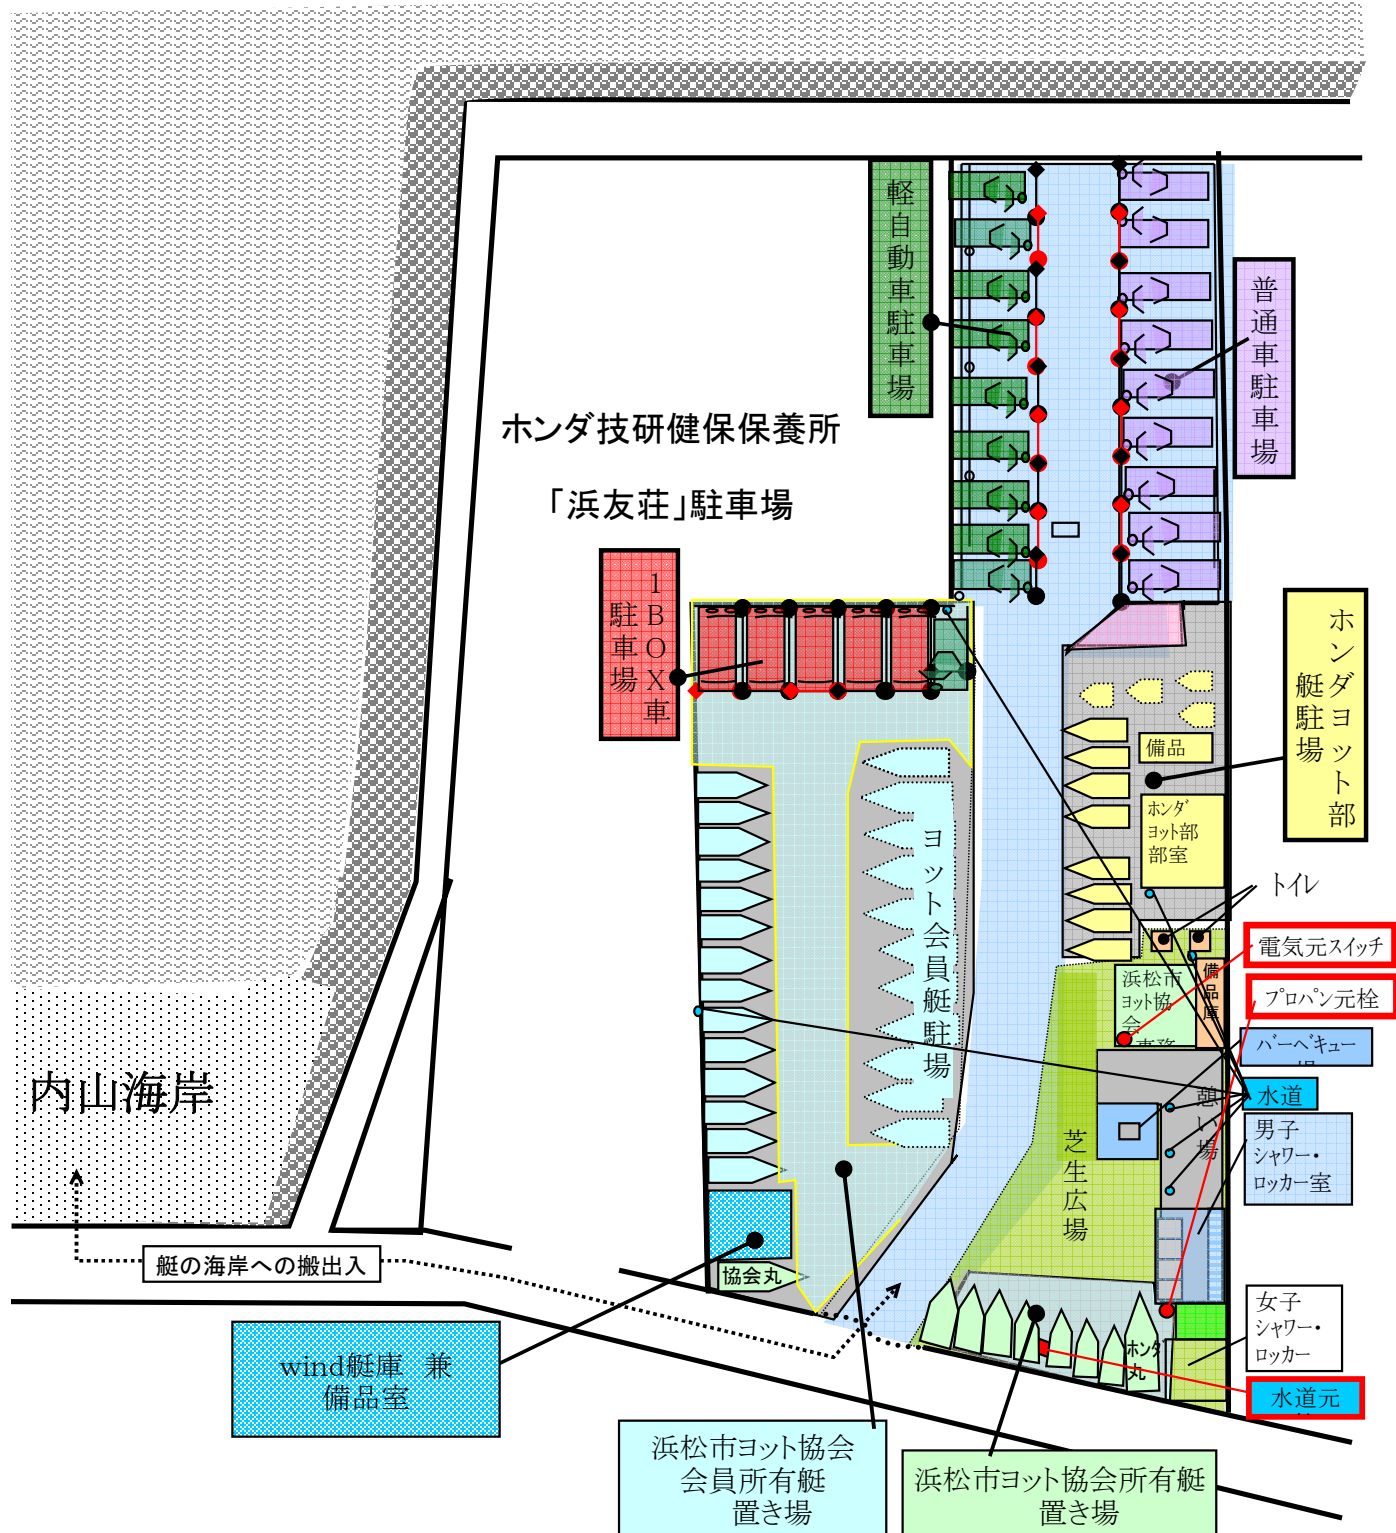 軽自動車駐車場
普通車駐車場
ホンダ技研健保保養所
「浜友荘」駐車場
1BOX車
駐車場
ホンダヨット部
艇駐場
備品
ホンダ
ヨット部
部室
ヨット会員艇駐場
トイレ
電気元スイッチ
浜松市
ヨット協
会
備品庫
プロパン元栓
バーベキュー
水道
憩い場
男子
シャワー・
ロッカー室
芝生広場
内山海岸
艇の海岸への搬出入
協会丸
女子
シャワー・
ロッカー
ホンダ
丸
水道元
wind艇庫 兼
備品室
浜松市ヨット協会
会員所有艇
置き場
浜松市ヨット協会所有艇
置き場